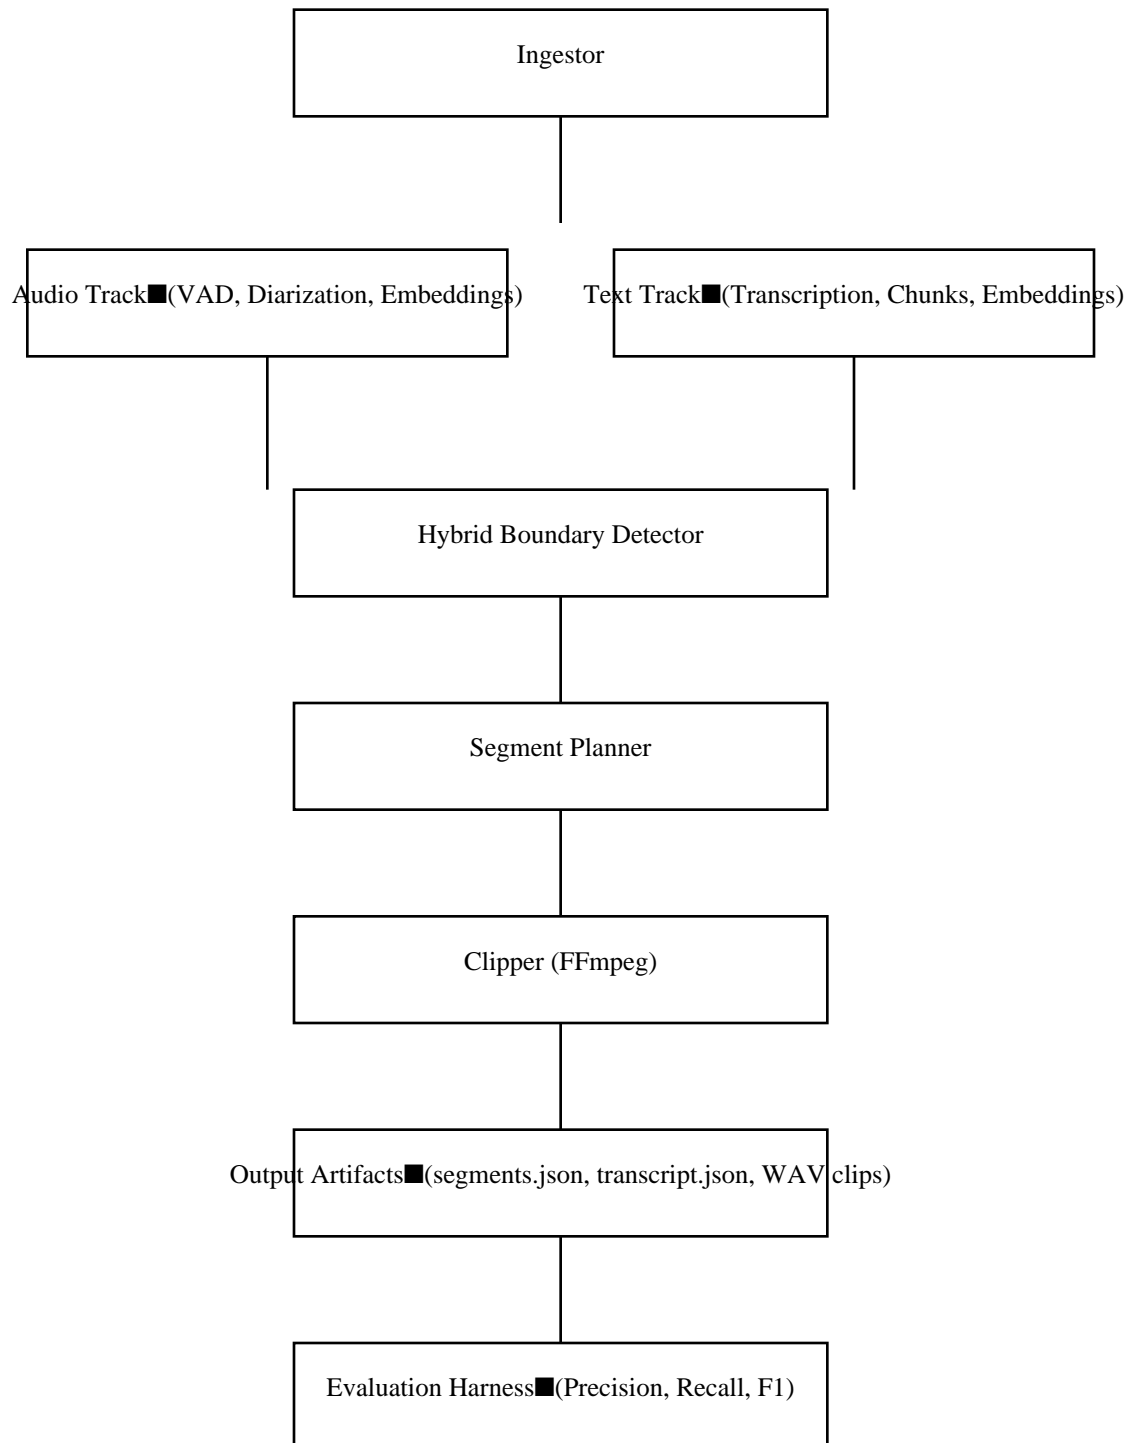 Ingestor
Audio Track■(VAD, Diarization, Embeddings)
Text Track■(Transcription, Chunks, Embeddings)
Hybrid Boundary Detector
Segment Planner
Clipper (FFmpeg)
Output Artifacts■(segments.json, transcript.json, WAV clips)
Evaluation Harness■(Precision, Recall, F1)